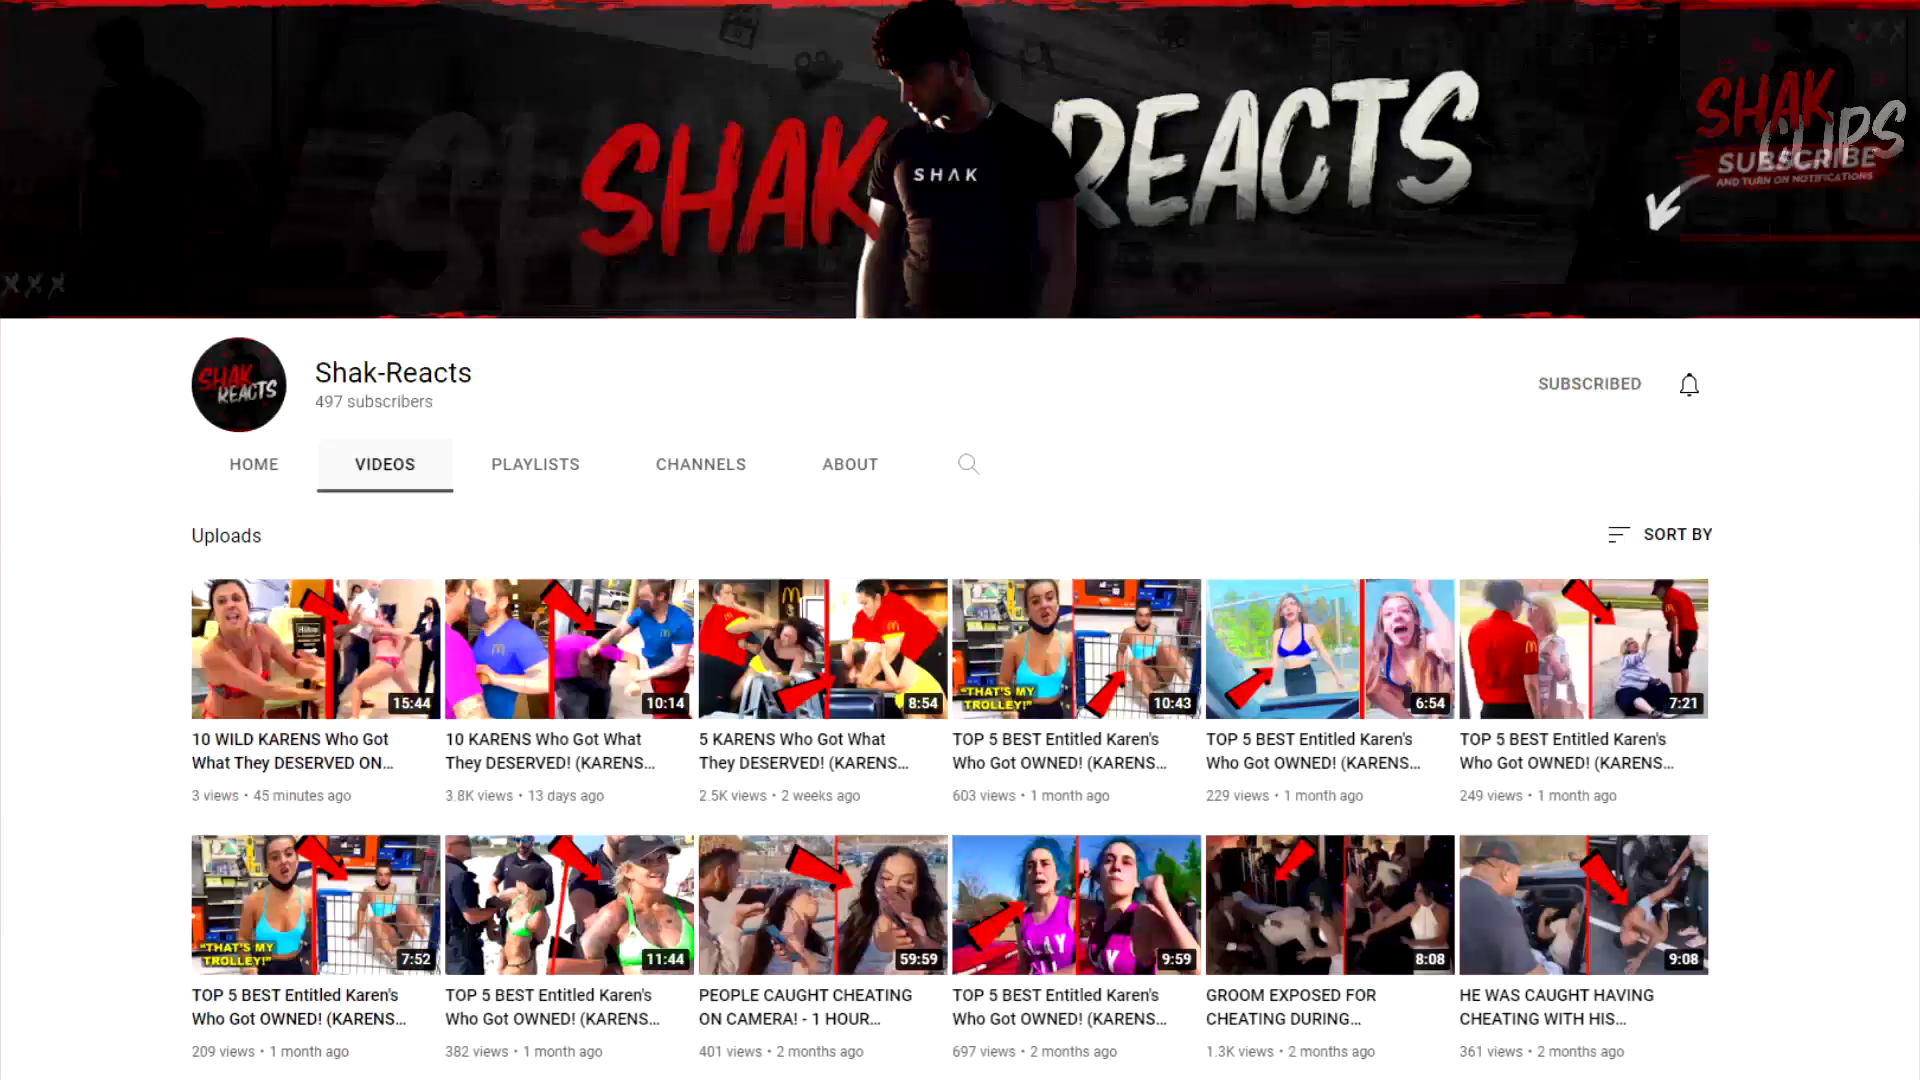 SHAK REACTS
SHAK
SHAK
CLIPS
SUBSCRIBE
AND TURN ON NOTIFICATIONS
XXX
SHAK
REACTS
Shak-Reacts
497 subscribers
SUBSCRIBED
HOME
VIDEOS
PLAYLISTS
CHANNELS
ABOUT
Uploads
SORT BY
15:44
10:14
8:54
"THAT'S MY
TROLLEY!"
10:43
6:54
7:21
10 WILD KARENS Who Got
What They DESERVED ON...
3 views • 45 minutes ago
10 KARENS Who Got What
They DESERVED! (KARENS...
3.8K views • 13 days ago
5 KARENS Who Got What
They DESERVED! (KARENS...
2.5K views • 2 weeks ago
TOP 5 BEST Entitled Karen's
Who Got OWNED! (KARENS...
603 views • 1 month ago
TOP 5 BEST Entitled Karen's
Who Got OWNED! (KARENS...
229 views • 1 month ago
TOP 5 BEST Entitled Karen's
Who Got OWNED! (KARENS...
249 views • 1 month ago
"THAT'S MY
TROLLEY!"
7:52
11:44
59:59
9:59
8:08
9:08
TOP 5 BEST Entitled Karen's
Who Got OWNED! (KARENS...
209 views • 1 month ago
TOP 5 BEST Entitled Karen's
Who Got OWNED! (KARENS...
382 views • 1 month ago
PEOPLE CAUGHT CHEATING
ON CAMERA! - 1 HOUR...
401 views • 2 months ago
TOP 5 BEST Entitled Karen's
Who Got OWNED! (KARENS...
697 views • 2 months ago
GROOM EXPOSED FOR
CHEATING DURING...
1.3K views • 2 months ago
HE WAS CAUGHT HAVING
CHEATING WITH HIS...
361 views • 2 months ago